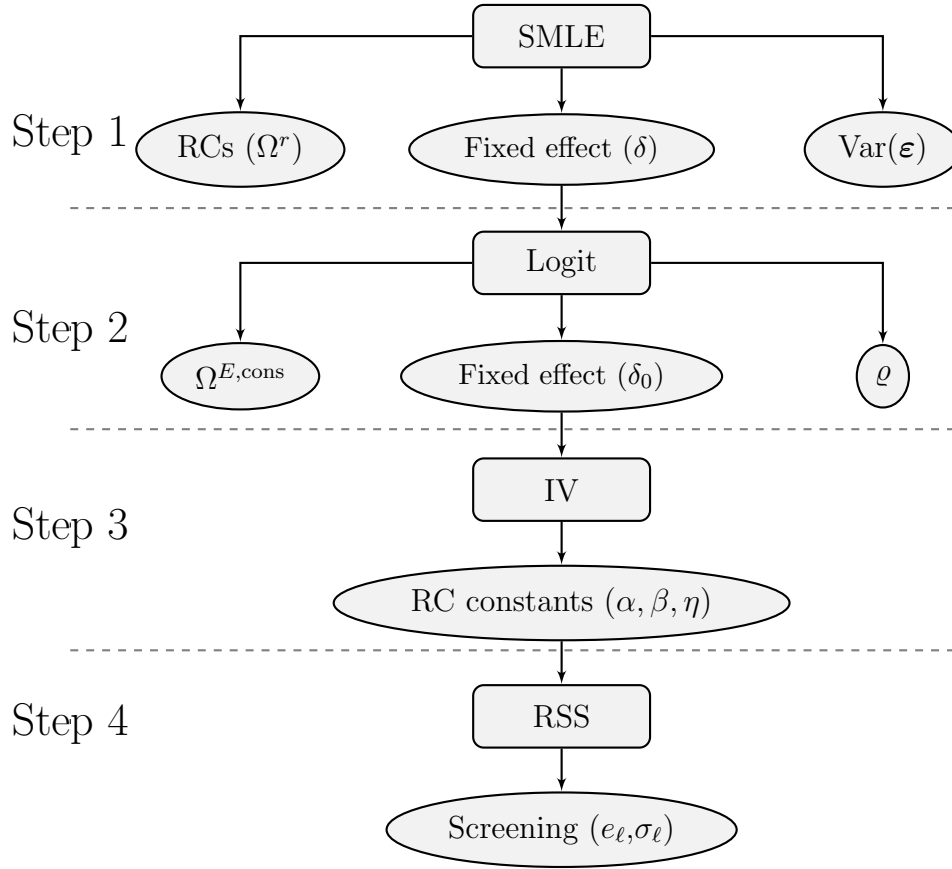 SMLE
Step 1
RCs (Ωʳ)
Fixed effect (δ)
Var(ε)
Logit
Step 2
Ω^{E,cons}
Fixed effect (δ₀)
ϱ
IV
Step 3
RC constants (α, β, η)
RSS
Step 4
Screening (e_ℓ,σ_ℓ)